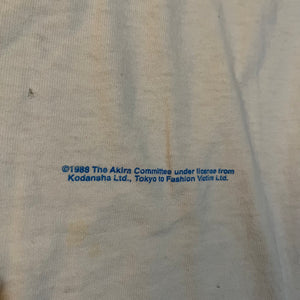 ©1988 The Akira Committee under license from
Kodansha Ltd., Tokyo to Fashion Victim Ltd.